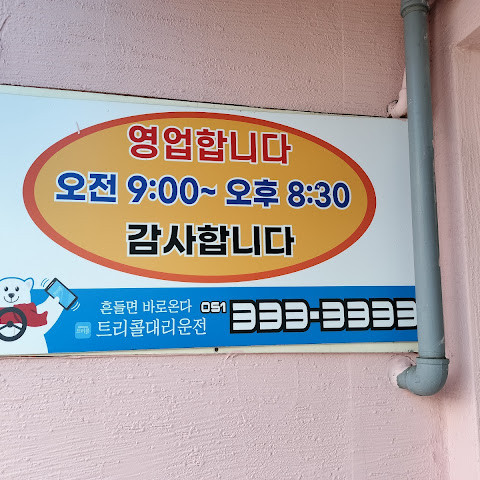 영업합니다
오전 9:00~ 오후 8:30
감사합니다
흔들면 바로온다 051 333-3333
트리콜대리운전